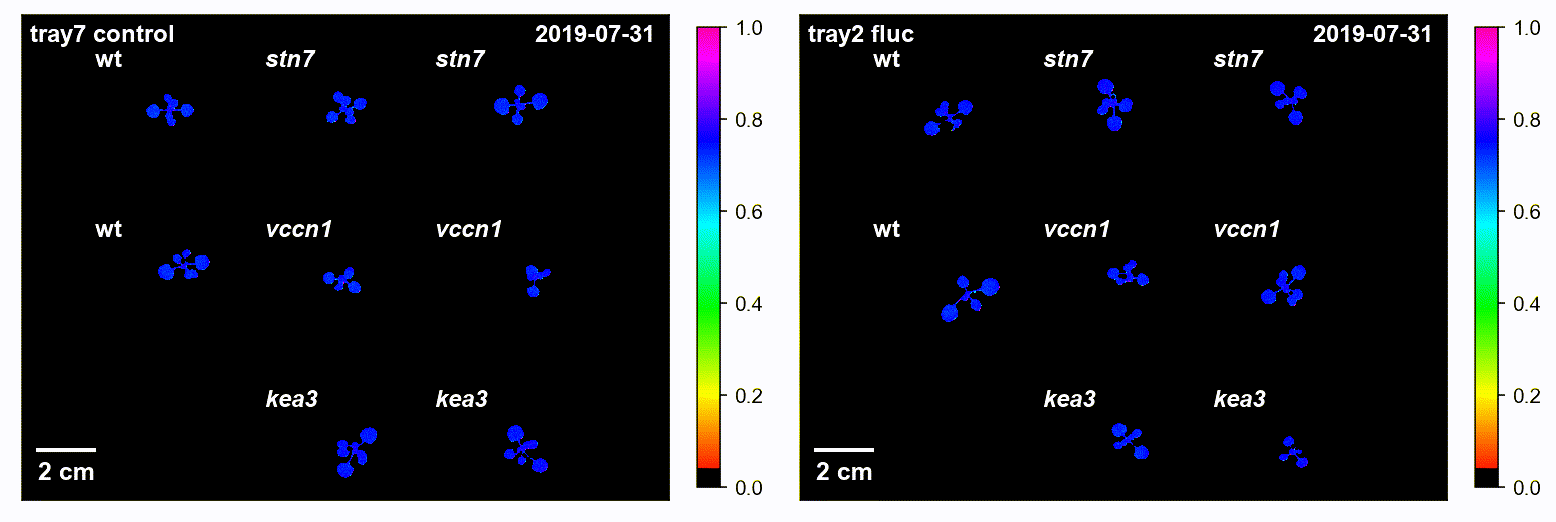 tray7 control 2019-07-31
wt stn7 stn7
wt vccn1 vccn1
kea3 kea3
2 cm
1.0
0.8
0.6
0.4
0.2
0.0
tray2 fluc 2019-07-31
wt stn7 stn7
wt vccn1 vccn1
kea3 kea3
2 cm
1.0
0.8
0.6
0.4
0.2
0.0